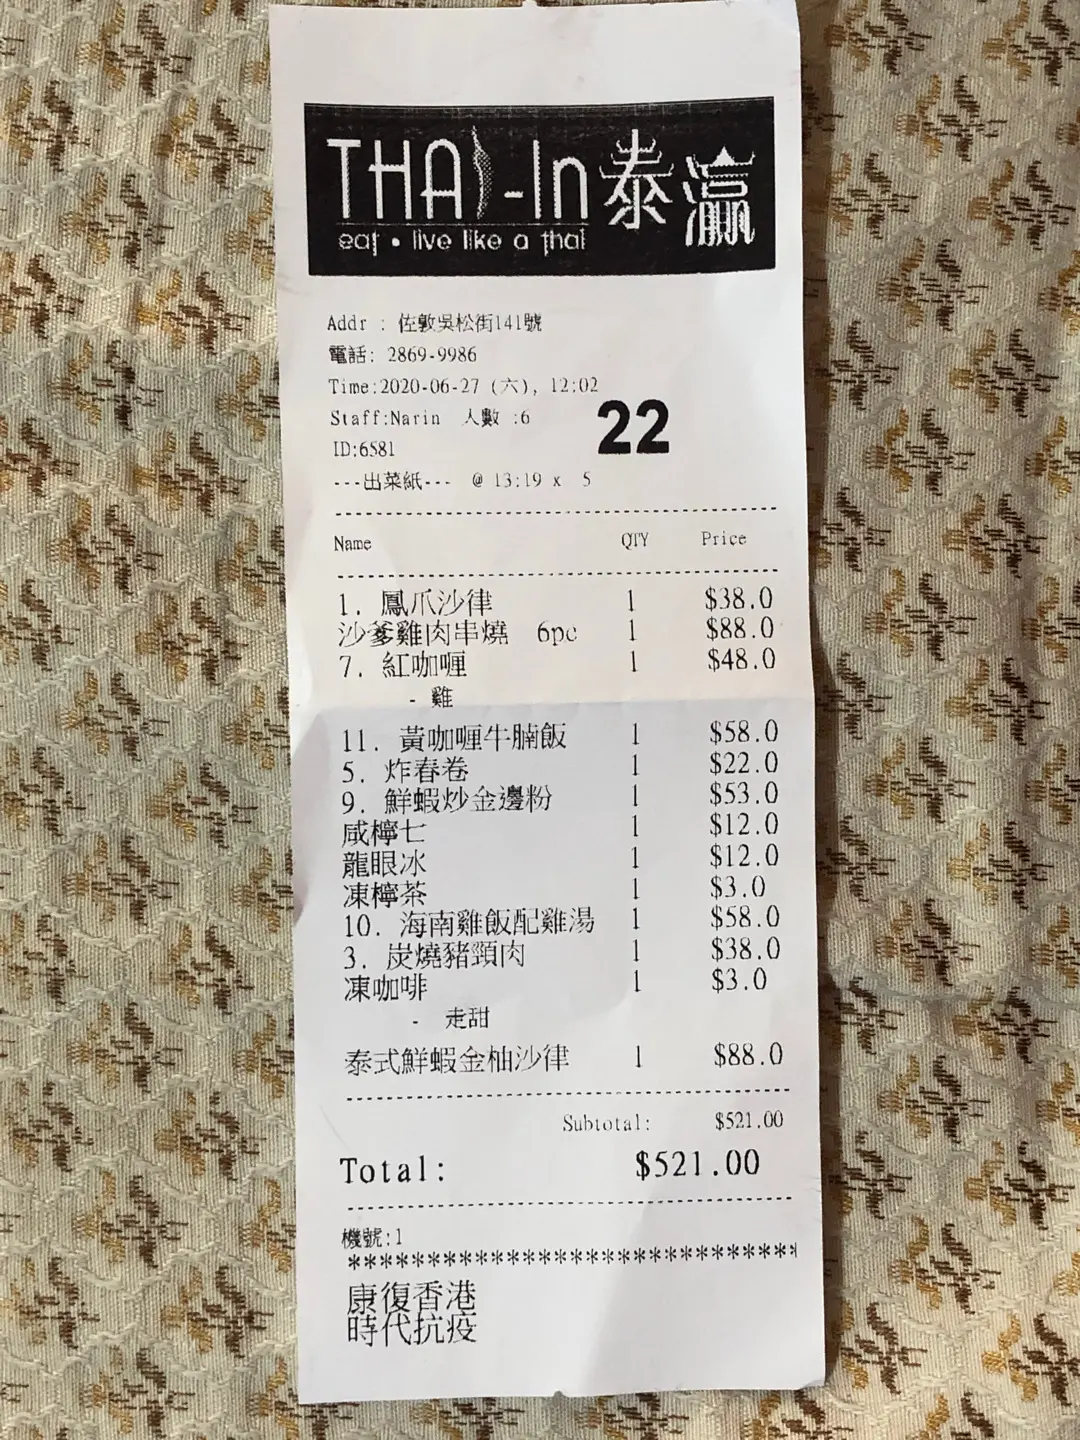 THAI-In 泰瀛
eat • live like a thai
Addr : 佐敦吳松街141號
電話: 2869-9986
Time:2020-06-27 (六), 12:02
Staff:Narin 人數 :6
22
ID:6581
---出菜紙--- @ 13:19 x 5
Name QTY Price
1. 鳳爪沙律 1 $38.0
沙爹雞肉串燒 6pc 1 $88.0
7. 紅咖喱 1 $48.0
- 雞
11. 黃咖喱牛腩飯 1 $58.0
5. 炸春卷 1 $22.0
9. 鮮蝦炒金邊粉 1 $53.0
咸檸七 1 $12.0
龍眼冰 1 $12.0
凍檸茶 1 $3.0
10. 海南雞飯配雞湯 1 $58.0
3. 炭燒豬頸肉 1 $38.0
凍咖啡 1 $3.0
- 走甜
泰式鮮蝦金柚沙律 1 $88.0
Subtotal: $521.00
Total: $521.00
機號:1
*****************************
康復香港
時代抗疫